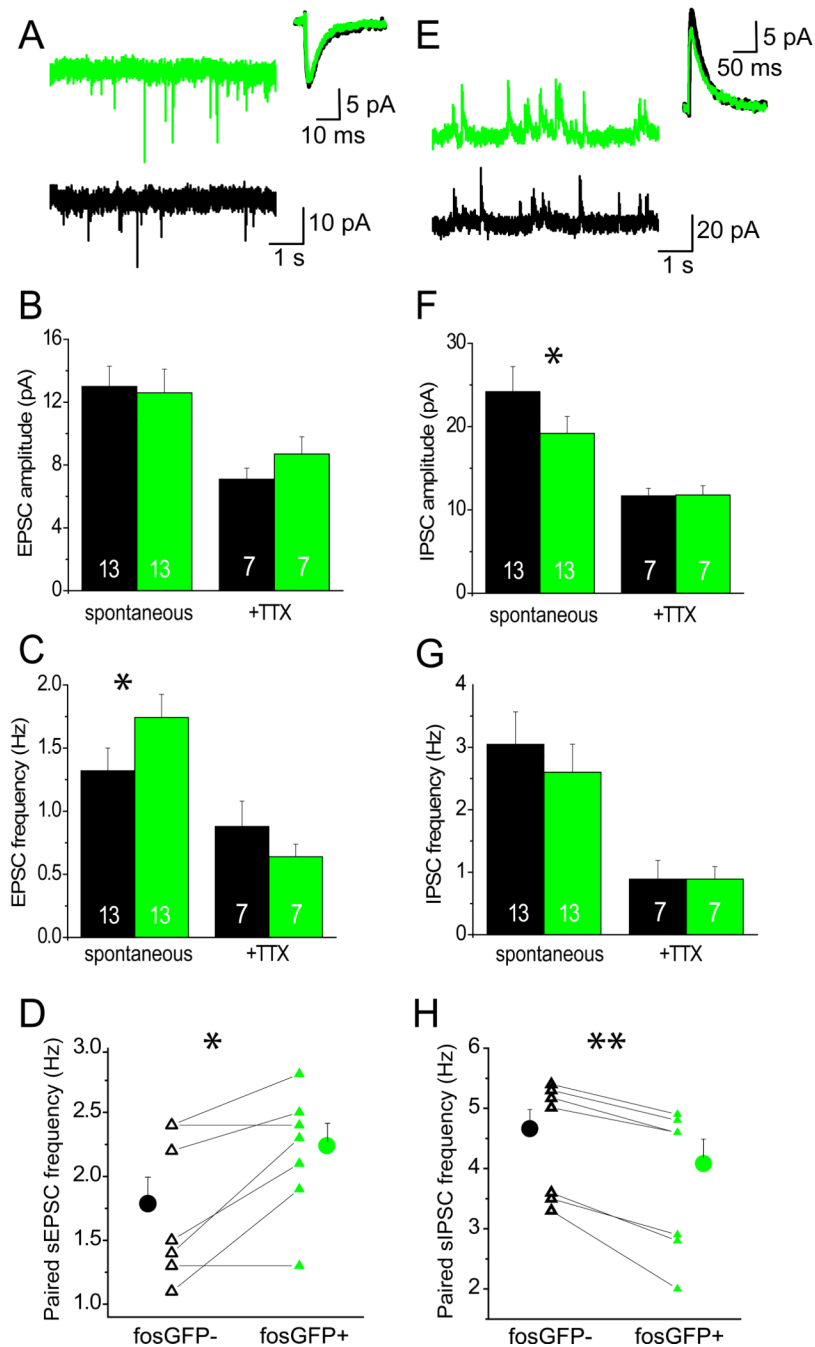 A
5 pA
10 ms
10 pA
1 s
E
5 pA
50 ms
20 pA
1 s
B
EPSC amplitude (pA)
16
12
8
4
0
13
13
7
7
spontaneous
+TTX
F
*
IPSC amplitude (pA)
30
20
10
0
13
13
7
7
spontaneous
+TTX
C
*
EPSC frequency (Hz)
2.0
1.5
1.0
0.5
0.0
13
13
7
7
spontaneous
+TTX
G
IPSC frequency (Hz)
4
3
2
1
0
13
13
7
7
spontaneous
+TTX
D
*
Paired sEPSC frequency (Hz)
3.0
2.5
2.0
1.5
1.0
fosGFP-
fosGFP+
H
**
Paired sIPSC frequency (Hz)
6
5
4
3
2
fosGFP-
fosGFP+